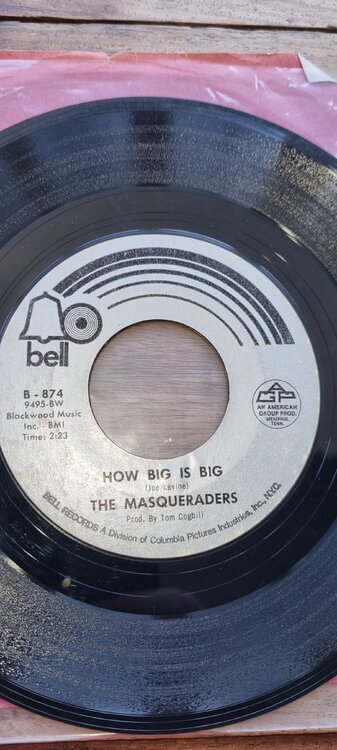 bell
B - 874
9495-BW
Blackwood Music
Inc. - BMI
Time: 2:23
AGP
AN AMERICAN
GROUP PROD.
MEMPHIS,
TENN.
HOW BIG IS BIG
(Joe Levine)
THE MASQUERADERS
Prod. By Tom Cogbill
BELL RECORDS A Division of Columbia Pictures Industries, Inc., N.Y.C.